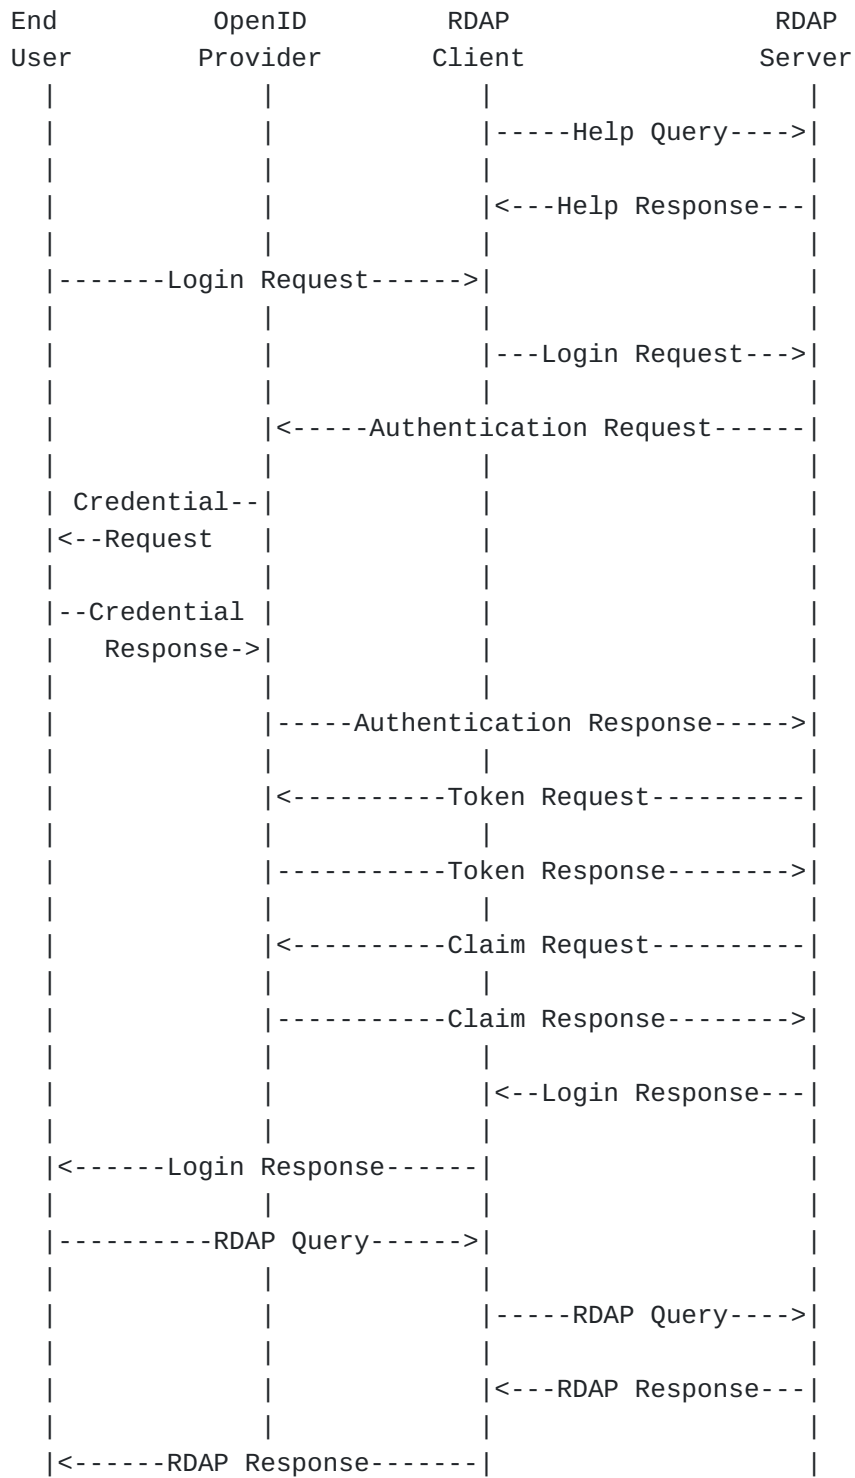 End          OpenID         RDAP                 RDAP
User        Provider       Client               Server
  |             |             |                    |
  |             |             |-----Help Query---->|
  |             |             |                    |
  |             |             |<---Help Response---|
  |             |             |                    |
  |-------Login Request------>|                    |
  |             |             |                    |
  |             |             |---Login Request--->|
  |             |             |                    |
  |             |<-----Authentication Request------|
  |             |             |                    |
  | Credential--|             |                    |
  |<--Request   |             |                    |
  |             |             |                    |
  |--Credential |             |                    |
  |   Response->|             |                    |
  |             |             |                    |
  |             |-----Authentication Response----->|
  |             |             |                    |
  |             |<----------Token Request----------|
  |             |             |                    |
  |             |-----------Token Response-------->|
  |             |             |                    |
  |             |<----------Claim Request----------|
  |             |             |                    |
  |             |-----------Claim Response-------->|
  |             |             |                    |
  |             |             |<--Login Response---|
  |             |             |                    |
  |<------Login Response------|                    |
  |             |             |                    |
  |----------RDAP Query------>|                    |
  |             |             |                    |
  |             |             |-----RDAP Query---->|
  |             |             |                    |
  |             |             |<---RDAP Response---|
  |             |             |                    |
  |<------RDAP Response-------|                    |